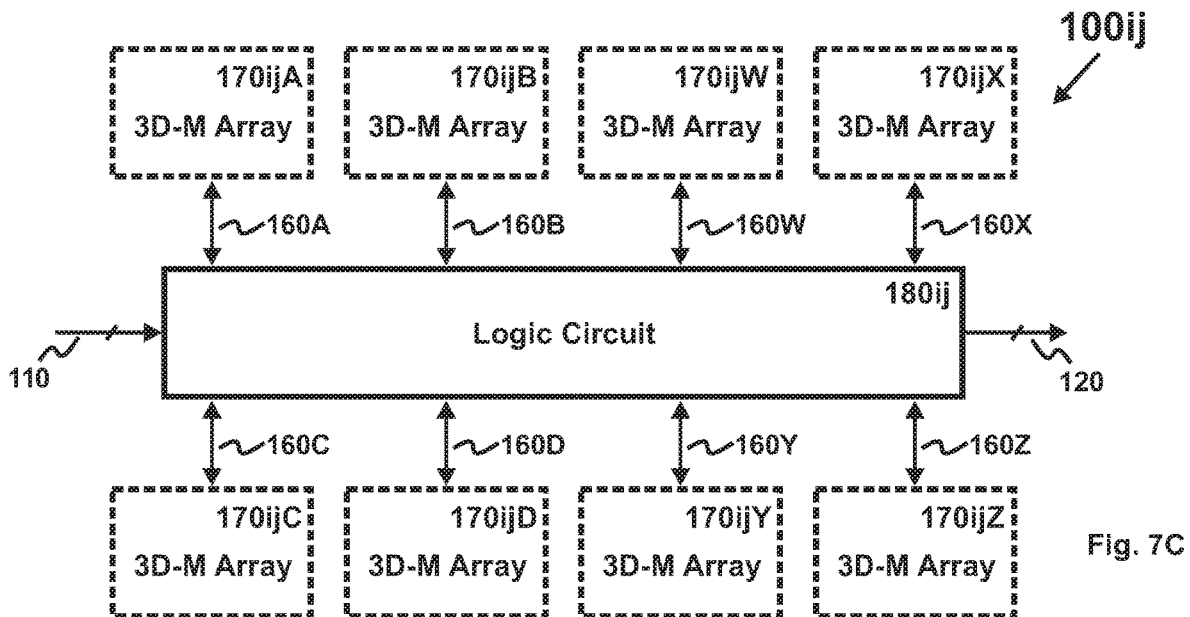 100ij
170ijA
3D-M Array
170ijB
3D-M Array
170ijW
3D-M Array
170ijX
3D-M Array
160A
160B
160W
160X
180ij
Logic Circuit
110
120
160C
160D
160Y
160Z
170ijC
3D-M Array
170ijD
3D-M Array
170ijY
3D-M Array
170ijZ
3D-M Array
Fig. 7C